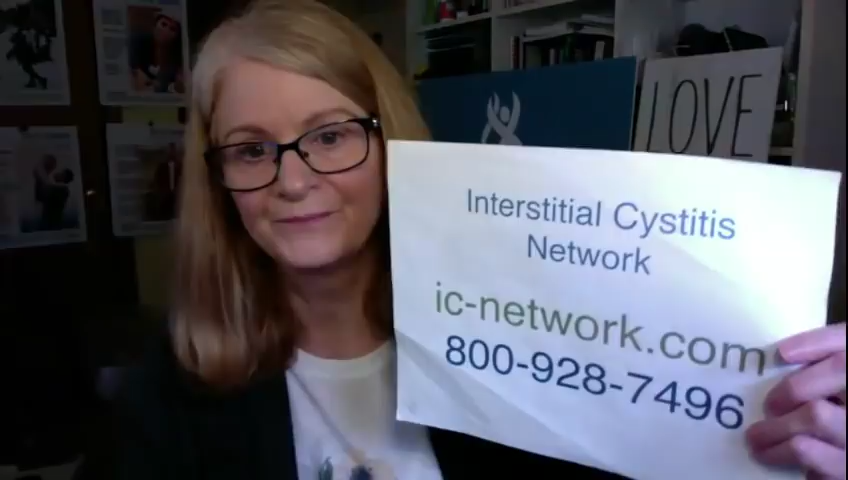 LOVE
Interstitial Cystitis
Network
ic-network.com
800-928-7496